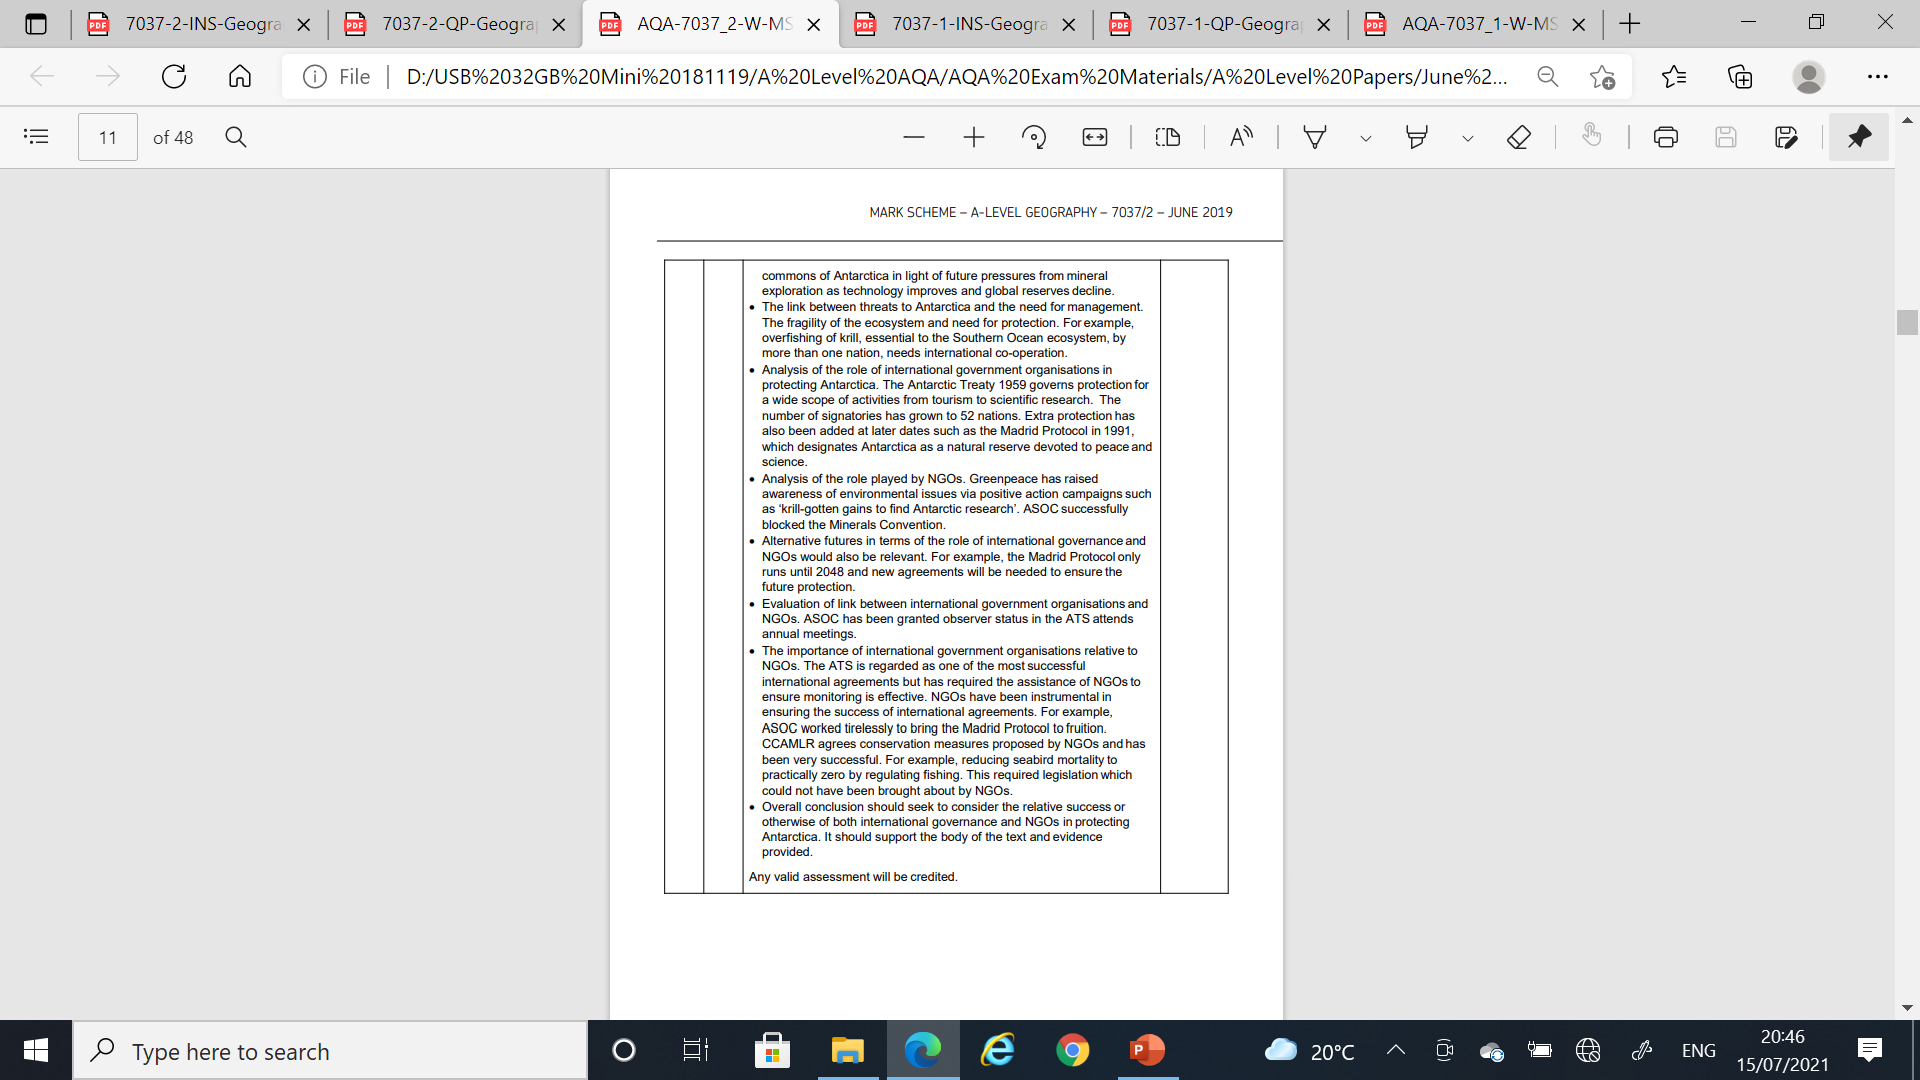 7037-2-INS-Geogra
7037-2-QP-Geogra
AQA-7037_2-W-MS
7037-1-INS-Geogra
7037-1-QP-Geogra
AQA-7037_1-W-MS
File
D:/USB%2032GB%20Mini%20181119/A%20Level%20AQA/AQA%20Exam%20Materials/A%20Level%20Papers/June%2...
11 of 48
MARK SCHEME – A-LEVEL GEOGRAPHY – 7037/2 – JUNE 2019
commons of Antarctica in light of future pressures from mineral
exploration as technology improves and global reserves decline.
• The link between threats to Antarctica and the need for management.
The fragility of the ecosystem and need for protection. For example,
overfishing of krill, essential to the Southern Ocean ecosystem, by
more than one nation, needs international co-operation.
• Analysis of the role of international government organisations in
protecting Antarctica. The Antarctic Treaty 1959 governs protection for
a wide scope of activities from tourism to scientific research. The
number of signatories has grown to 52 nations. Extra protection has
also been added at later dates such as the Madrid Protocol in 1991,
which designates Antarctica as a natural reserve devoted to peace and
science.
• Analysis of the role played by NGOs. Greenpeace has raised
awareness of environmental issues via positive action campaigns such
as ‘krill-gotten gains to find Antarctic research’. ASOC successfully
blocked the Minerals Convention.
• Alternative futures in terms of the role of international governance and
NGOs would also be relevant. For example, the Madrid Protocol only
runs until 2048 and new agreements will be needed to ensure the
future protection.
• Evaluation of link between international government organisations and
NGOs. ASOC has been granted observer status in the ATS attends
annual meetings.
• The importance of international government organisations relative to
NGOs. The ATS is regarded as one of the most successful
international agreements but has required the assistance of NGOs to
ensure monitoring is effective. NGOs have been instrumental in
ensuring the success of international agreements. For example,
ASOC worked tirelessly to bring the Madrid Protocol to fruition.
CCAMLR agrees conservation measures proposed by NGOs and has
been very successful. For example, reducing seabird mortality to
practically zero by regulating fishing. This required legislation which
could not have been brought about by NGOs.
• Overall conclusion should seek to consider the relative success or
otherwise of both international governance and NGOs in protecting
Antarctica. It should support the body of the text and evidence
provided.
Any valid assessment will be credited.
Type here to search
20°C
ENG
20:46
15/07/2021